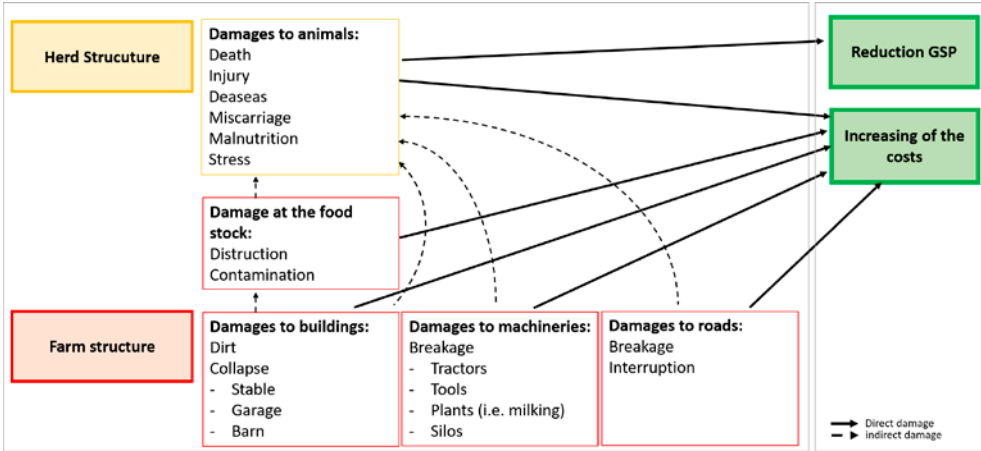 Herd Strucuture
Damages to animals:
Death
Injury
Deaseas
Miscarriage
Malnutrition
Stress
Reduction GSP
Increasing of the
costs
Damage at the food
stock:
Distruction
Contamination
Farm structure
Damages to buildings:
Dirt
Collapse
- Stable
- Garage
- Barn
Damages to machineries:
Breakage
- Tractors
- Tools
- Plants (i.e. milking)
- Silos
Damages to roads:
Breakage
Interruption
Direct damage
indirect damage